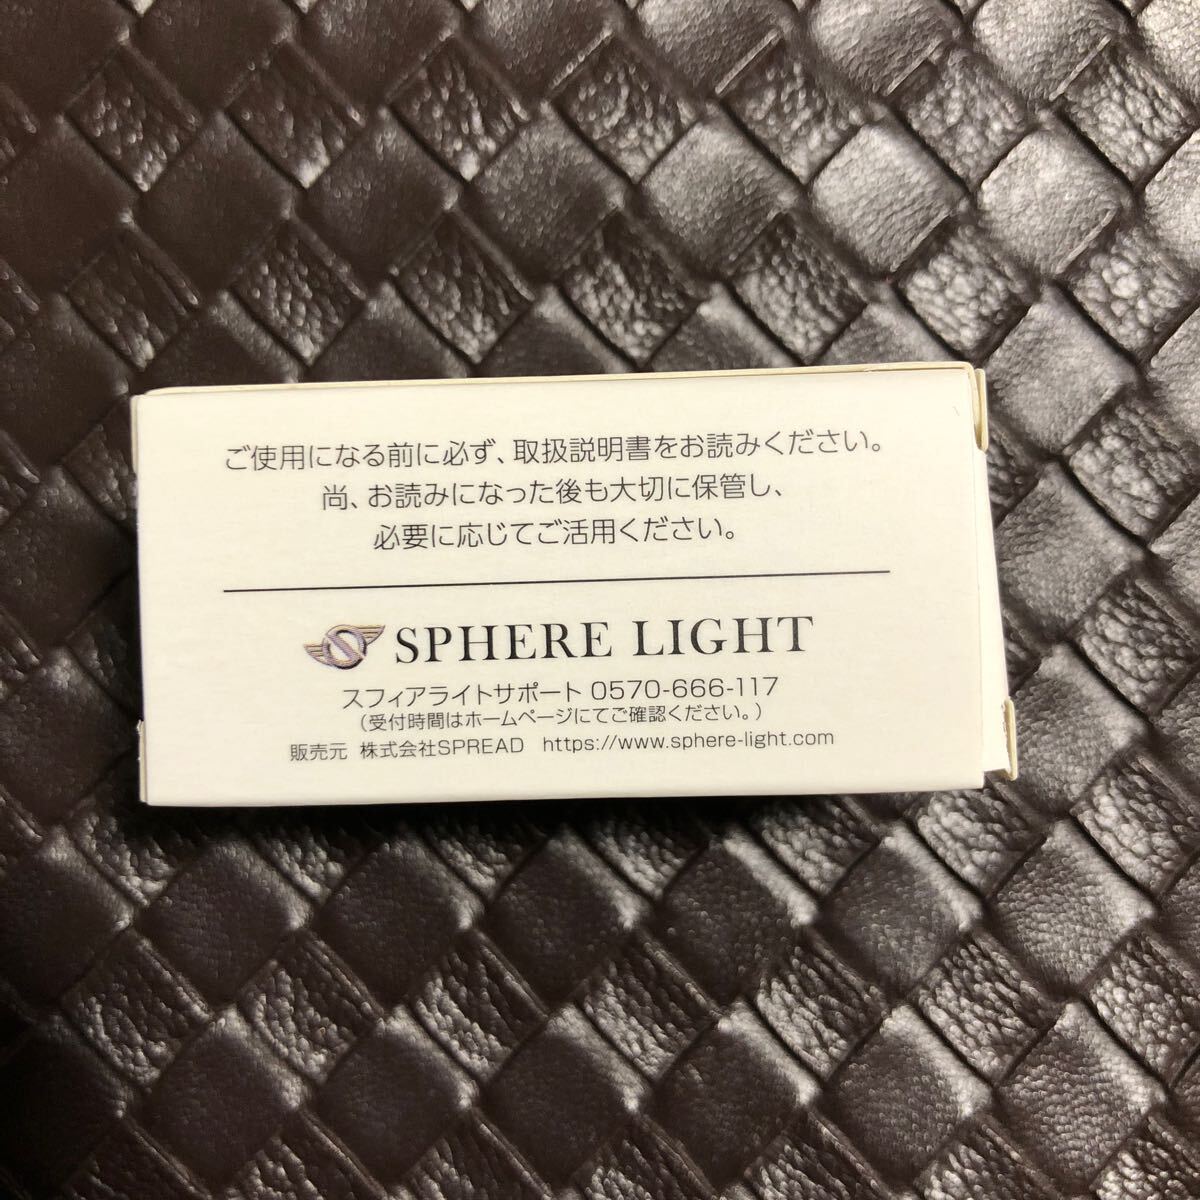 ご使用になる前に必ず、取扱説明書をお読みください。
尚、お読みになった後も大切に保管し、
必要に応じてご活用ください。
SPHERE LIGHT
スフィアライトサポート 0570-666-117
(受付時間はホームページにてご確認ください。)
販売元 株式会社SPREAD https://www.sphere-light.com